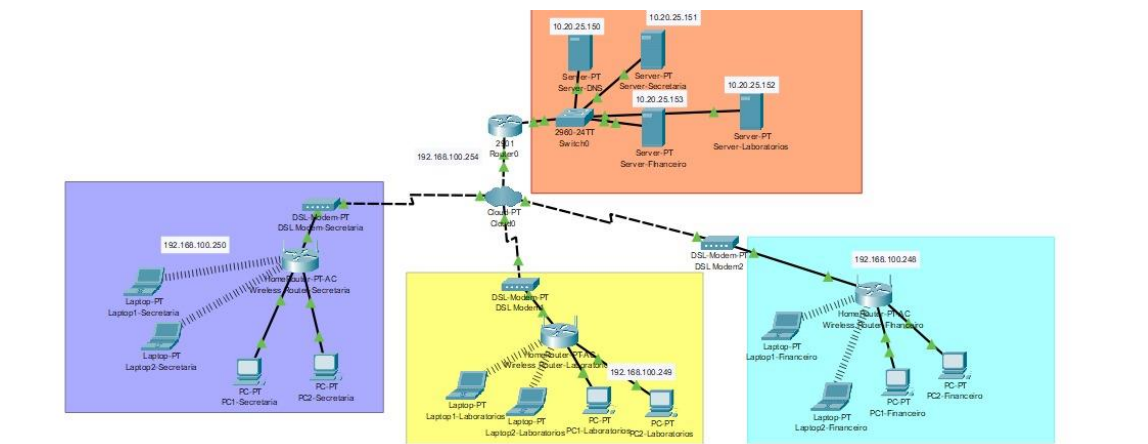 10.20.25.150
10.20.25.151
Server-PT
Server-DNS
Server-PT
Server-Secretaria
10.20.25.152
10.20.25.153
Server-PT
Server-Laboratorios
Server-PT
Server-Financeiro
2960-24TT
Switch0
2901
Router0
192.168.100.254
Cloud-PT
Cloud0
DSL-Modem-PT
DSL Modem-Secretaria
192.168.100.250
HomeRouter-PT-AC
Wireless Router-Secretaria
Laptop-PT
Laptop1-Secretaria
Laptop-PT
Laptop2-Secretaria
PC-PT
PC1-Secretaria
PC-PT
PC2-Secretaria
DSL-Modem-PT
DSL Modem1
HomeRouter-PT-AC
Wireless Router-Laboratorios
192.168.100.249
Laptop-PT
Laptop1-Laboratorios
Laptop-PT
Laptop2-Laboratorios
PC-PT
PC1-Laboratorios
PC-PT
PC2-Laboratorios
DSL-Modem-PT
DSL Modem2
192.168.100.248
HomeRouter-PT-AC
Wireless Router-Financeiro
Laptop-PT
Laptop1-Financeiro
Laptop-PT
Laptop2-Financeiro
PC-PT
PC1-Financeiro
PC-PT
PC2-Financeiro